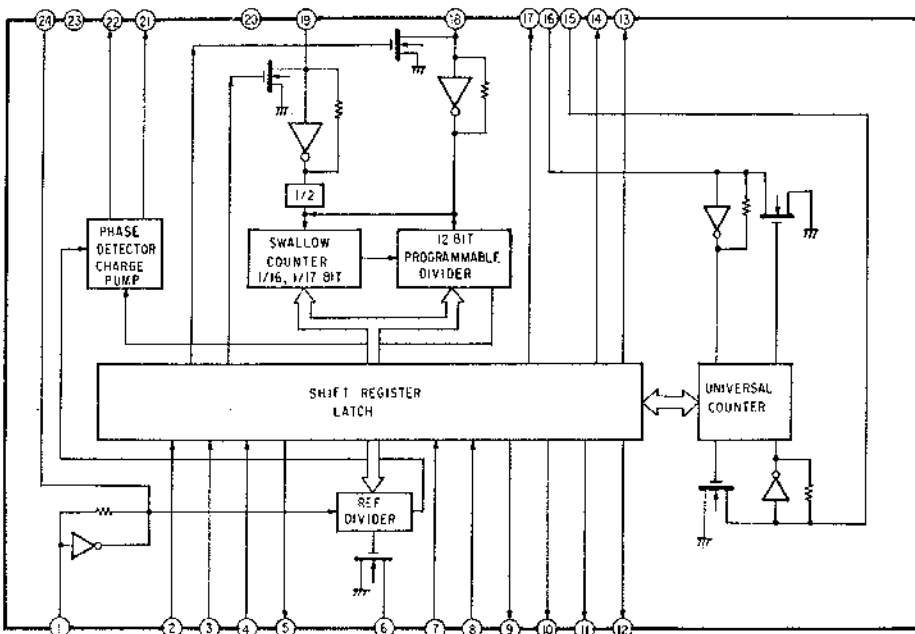 24 23 22 21 20 19 18 17 16 15 14 13
1/2
PHASE
DETECTOR
CHARGE
PUMP
SWALLOW
COUNTER
1/16, 1/17 BIT
12 BIT
PROGRAMMABLE
DIVIDER
SHIFT REGISTER
LATCH
UNIVERSAL
COUNTER
REF
DIVIDER
1 2 3 4 5 6 7 8 9 10 11 12